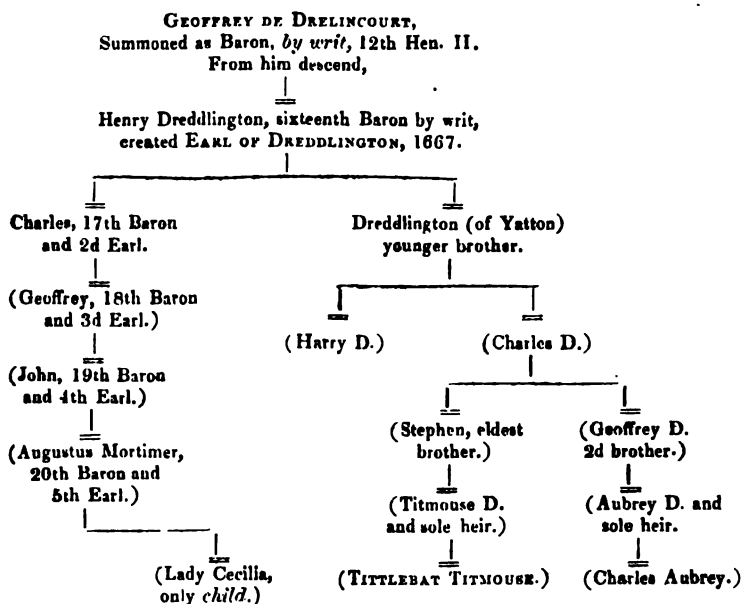 GEOFFREY DE DRELINCOURT,
Summoned as Baron, by writ, 12th Hen. II.
From him descend,
Henry Dreddlington, sixteenth Baron by writ,
created EARL OF DREDDLINGTON, 1667.
Charles, 17th Baron
and 2d Earl.
Dreddlington (of Yatton)
younger brother.
(Geoffrey, 18th Baron
and 3d Earl.)
(Harry D.)
(Charles D.)
(John, 19th Baron
and 4th Earl.)
(Stephen, eldest
brother.)
(Geoffrey D.
2d brother.)
(Augustus Mortimer,
20th Baron and
5th Earl.)
(Titmouse D.
and sole heir.)
(Aubrey D. and
sole heir.
(Lady Cecilia,
only child.)
(TITTLEBAT TITMOUSE.)
(Charles Aubrey.)